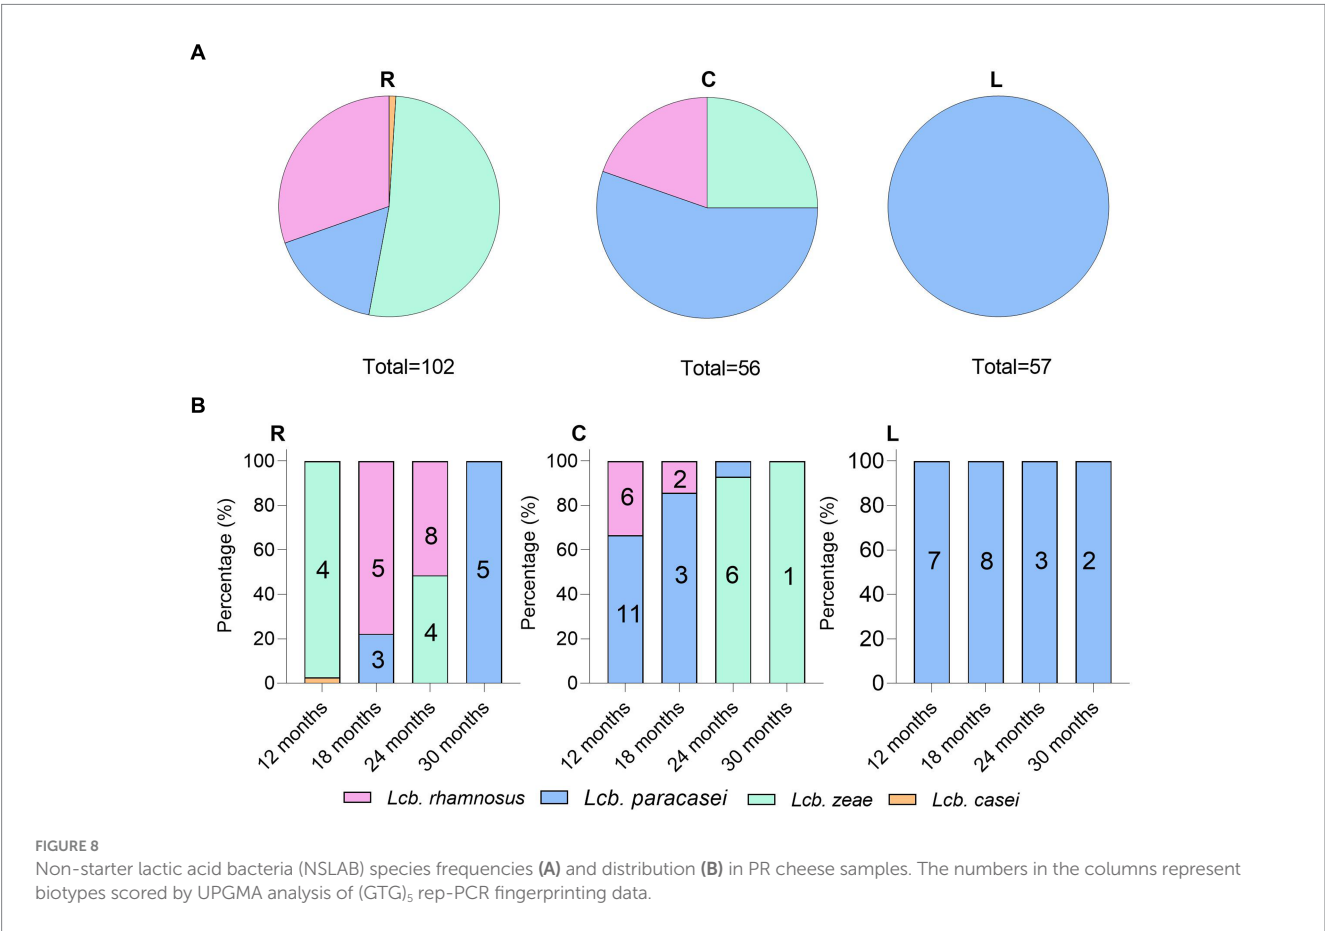 A
R
C
L
Total=102
Total=56
Total=57
B
R
Percentage (%)
100
80
60
40
20
0
4
5
3
8
4
5
12 months
18 months
24 months
30 months
C
Percentage (%)
100
80
60
40
20
0
6
11
2
3
6
1
12 months
18 months
24 months
30 months
L
Percentage (%)
100
80
60
40
20
0
7
8
3
2
12 months
18 months
24 months
30 months
Lcb. rhamnosus
Lcb. paracasei
Lcb. zeae
Lcb. casei
FIGURE 8
Non-starter lactic acid bacteria (NSLAB) species frequencies (A) and distribution (B) in PR cheese samples. The numbers in the columns represent
biotypes scored by UPGMA analysis of (GTG)₅ rep-PCR fingerprinting data.